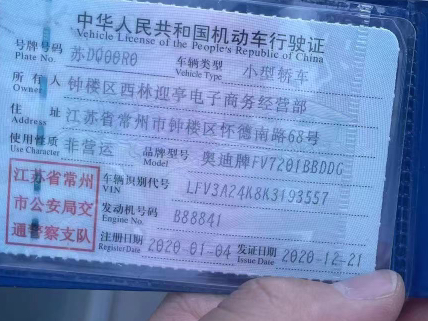 中华人民共和国机动车行驶证
Vehicle License of the People's Republic of China
号牌号码 苏DQ00R0 车辆类型 小型轿车
Plate No. Vehicle Type
所有人 钟楼区西林迎亭电子商务经营部
Owner
住址 江苏省常州市钟楼区怀德南路68号
Address
使用性质 非营运 品牌型号 奥迪牌FV7201BBDDG
Use Character Model
江苏省常州
市公安局交
通警察支队
车辆识别代号 LFV3A24K8K3193557
VIN
发动机号码 B88841
Engine No.
注册日期 2020-01-04 发证日期 2020-12-21
Register Date Issue Date